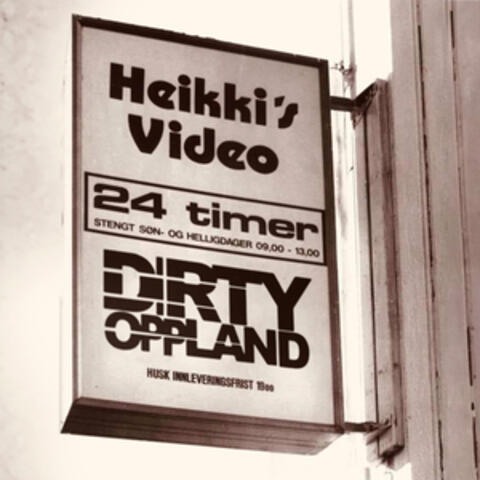 Heikki's
Video
24 timer
STENGT SØN- OG HELLIGDAGER 09,00 - 13,00
DIRTY
OPPLAND
HUSK INNLEVERINGSFRIST 19oo